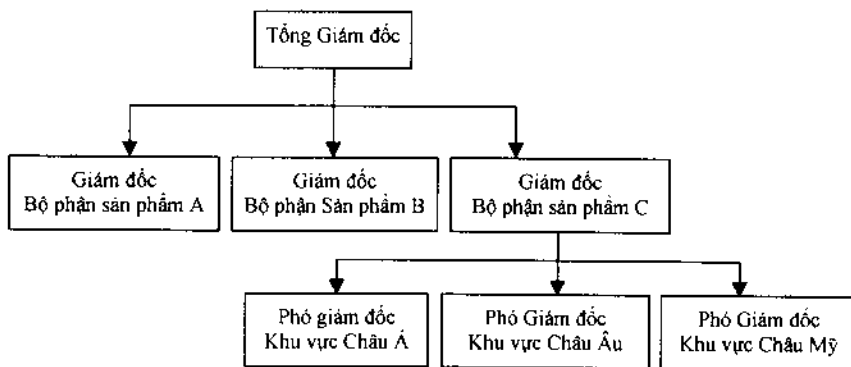 Tổng Giám đốc
Giám đốc
Bộ phận sản phẩm A
Giám đốc
Bộ phận Sản phẩm B
Giám đốc
Bộ phận sản phẩm C
Phó giám đốc
Khu vực Châu Á
Phó Giám đốc
Khu vực Châu Âu
Phó Giám đốc
Khu vực Châu Mỹ